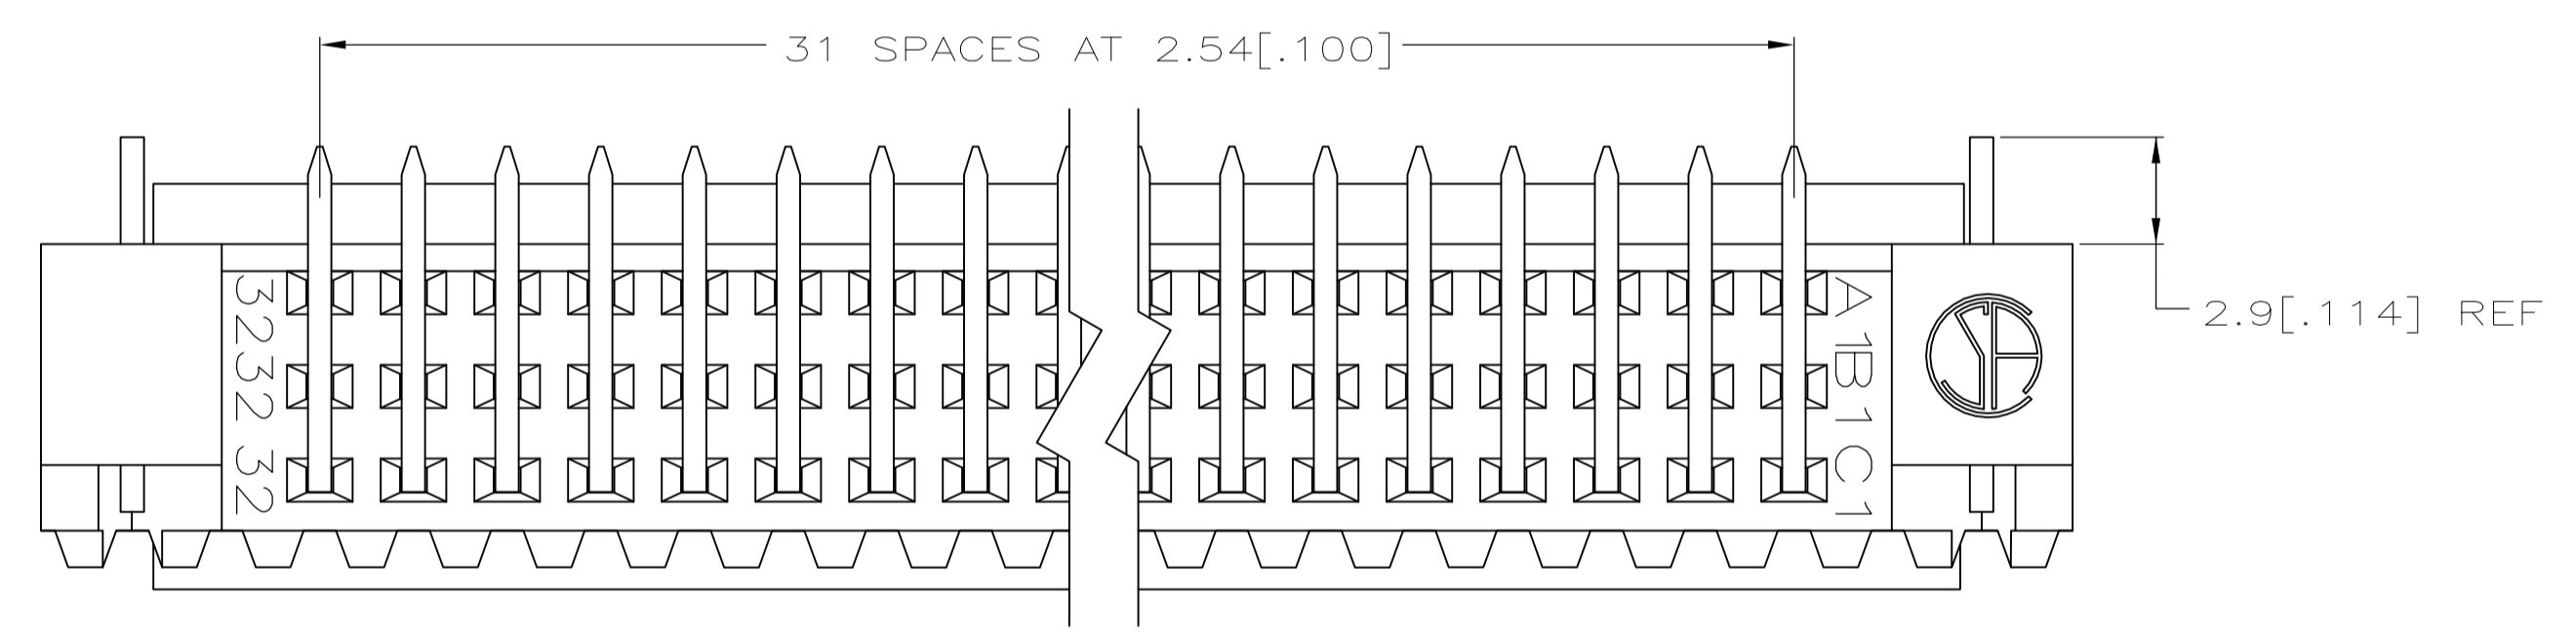 31 SPACES AT 2.54[.100]
2.9[.114] REF
32
32
32
A1
B1
C1